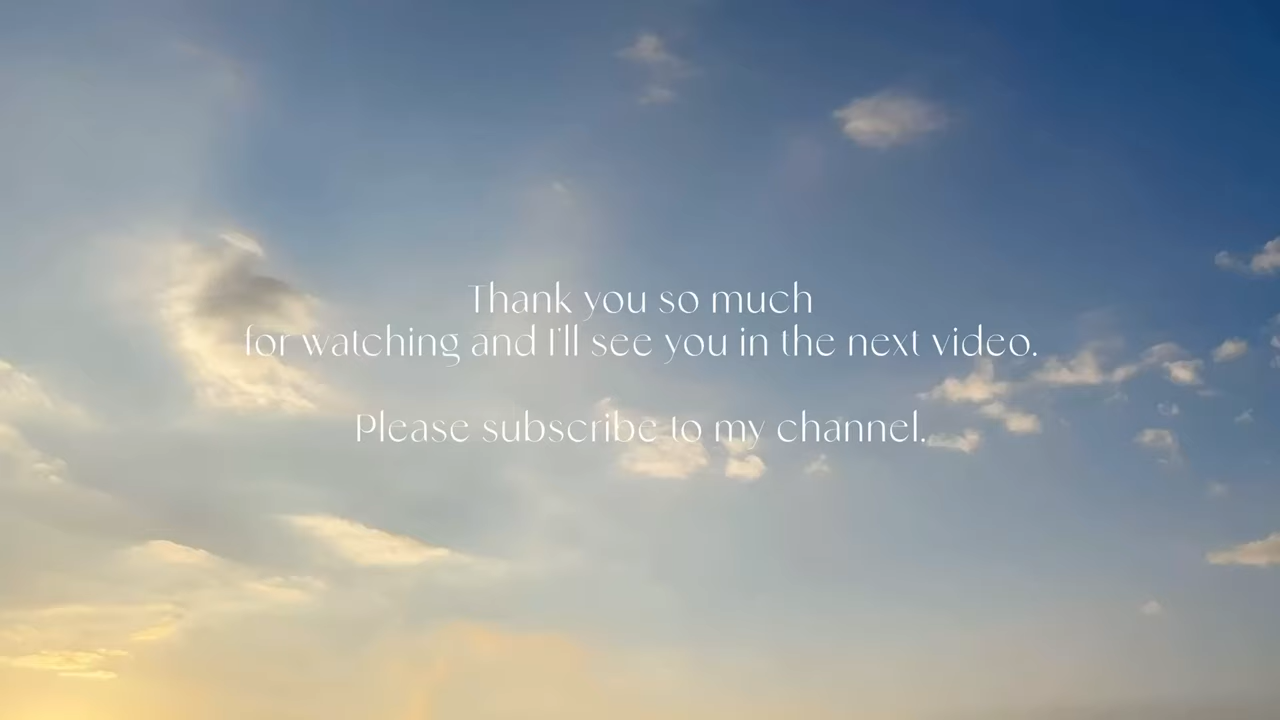 Thank you so much
for watching and I'll see you in the next video.
Please subscribe to my channel.